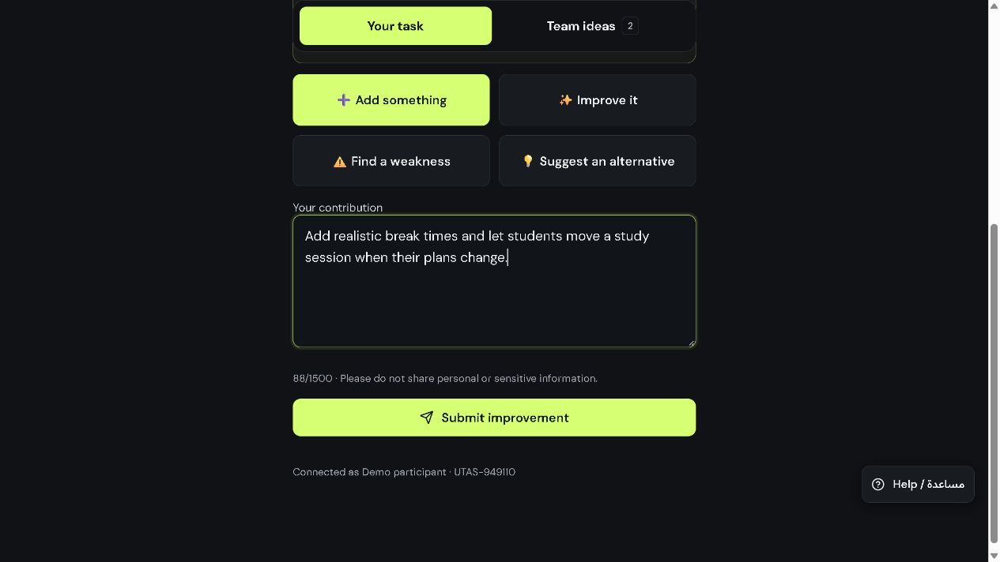 Your task
Team ideas 2
Add something
Improve it
Find a weakness
Suggest an alternative
Your contribution
Add realistic break times and let students move a study
session when their plans change.
88/1500 · Please do not share personal or sensitive information.
Submit improvement
Connected as Demo participant · UTAS-949110
Help / مساعدة